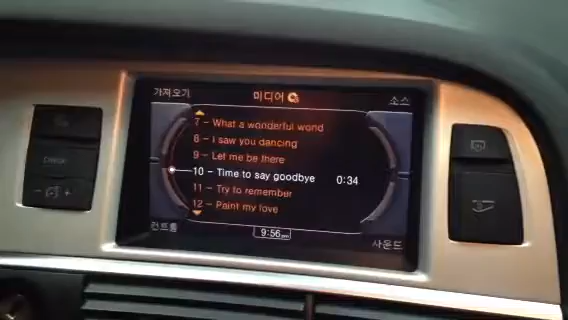 가져오기 미디어 소스
7 - What a wonderful world
8 - I saw you dancing
9 - Let me be there
10 - Time to say goodbye 0:34
11 - Try to remember
12 - Paint my love
컨트롤 9:56 pm 사운드